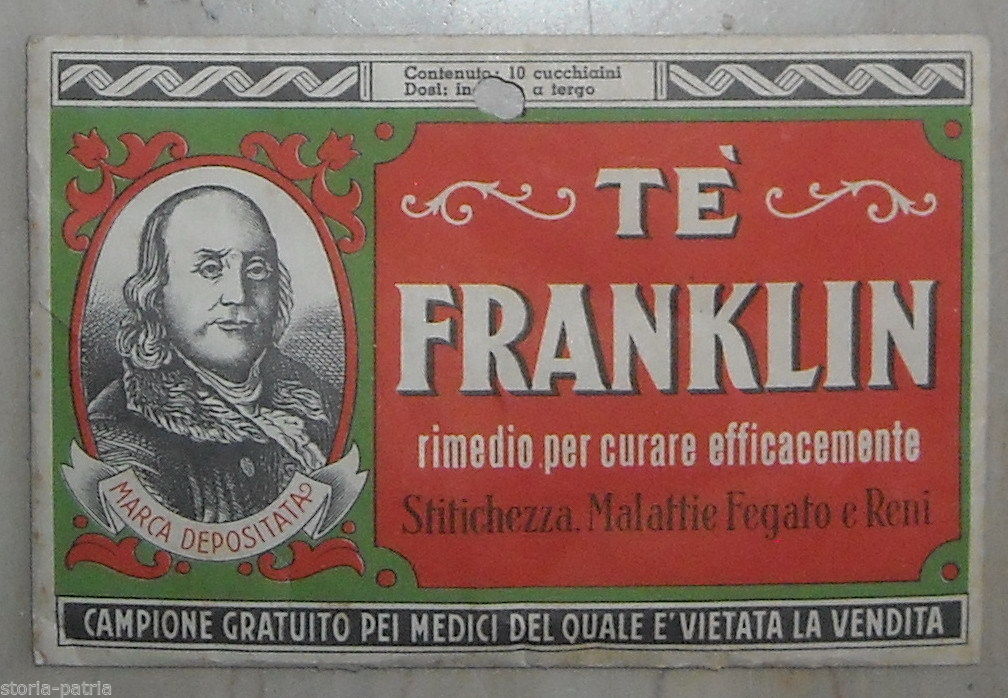 Contenuto: 10 cucchiaini
Dosi: in a tergo
TÈ
FRANKLIN
rimedio per curare efficacemente
Stitichezza, Malattie Fegato e Reni
MARCA DEPOSITATA
CAMPIONE GRATUITO PEI MEDICI DEL QUALE E' VIETATA LA VENDITA
storia-patria